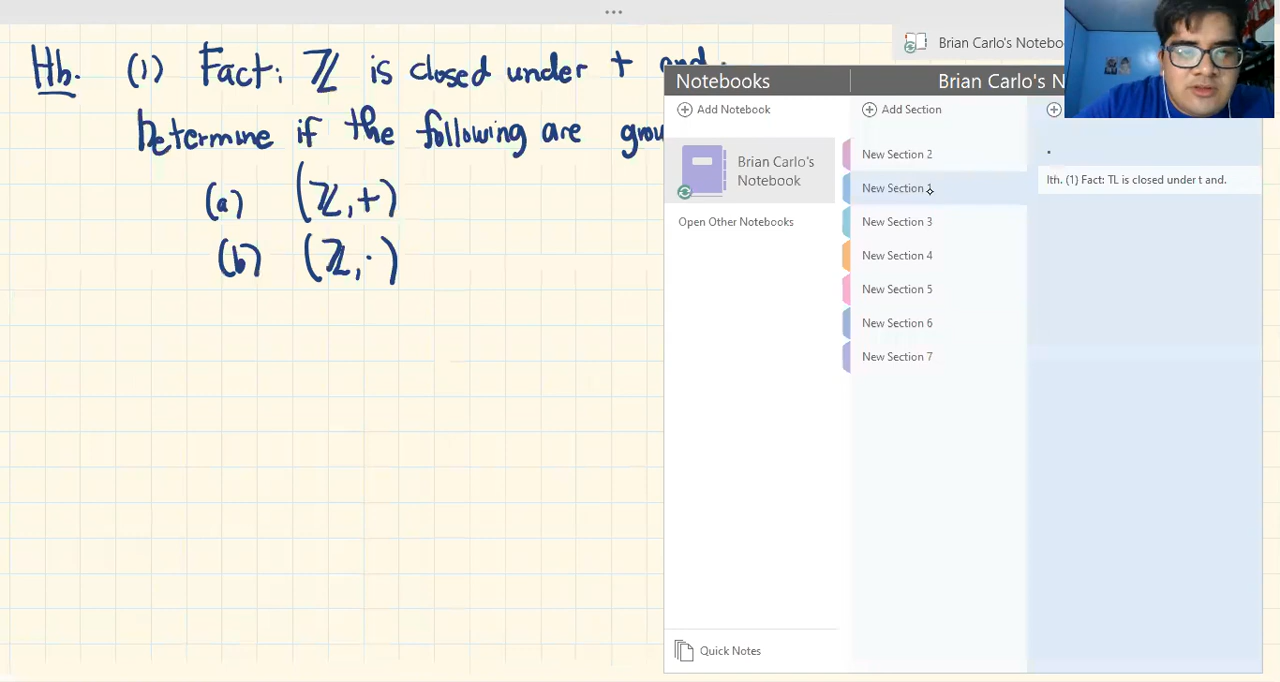 Hb. (1) Fact: ℤ is closed under + and ·
Determine if the following are grou
(a) (ℤ,+)
(b) (ℤ,·)
Brian Carlo's Notebo
Notebooks
Brian Carlo's N
Add Notebook
Add Section
Brian Carlo's
Notebook
Open Other Notebooks
New Section 2
New Section 1
New Section 3
New Section 4
New Section 5
New Section 6
New Section 7
.
Ith. (1) Fact: TL is closed under t and.
Quick Notes